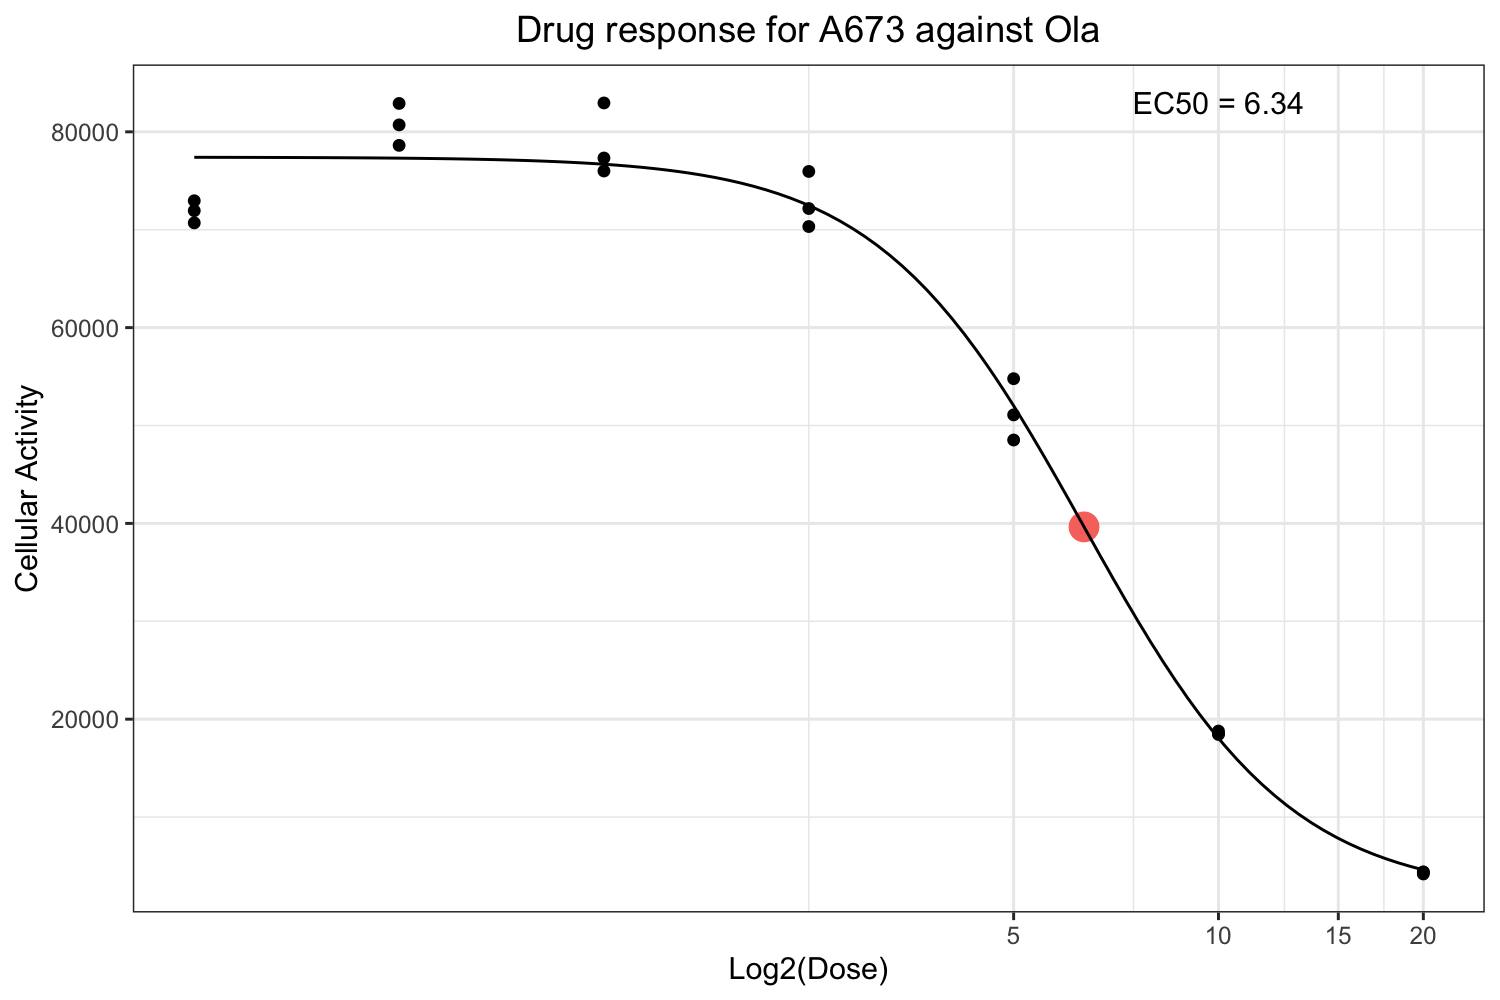 Drug response for A673 against Ola
EC50 = 6.34
80000
60000
40000
20000
Cellular Activity
5 10 15 20
Log2(Dose)